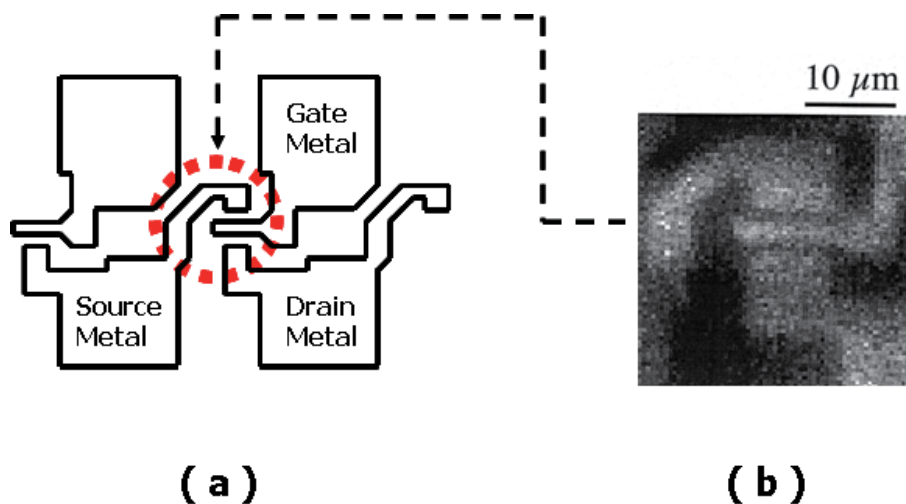 Gate
Metal
10 μm
Source
Metal
Drain
Metal
( a )
( b )